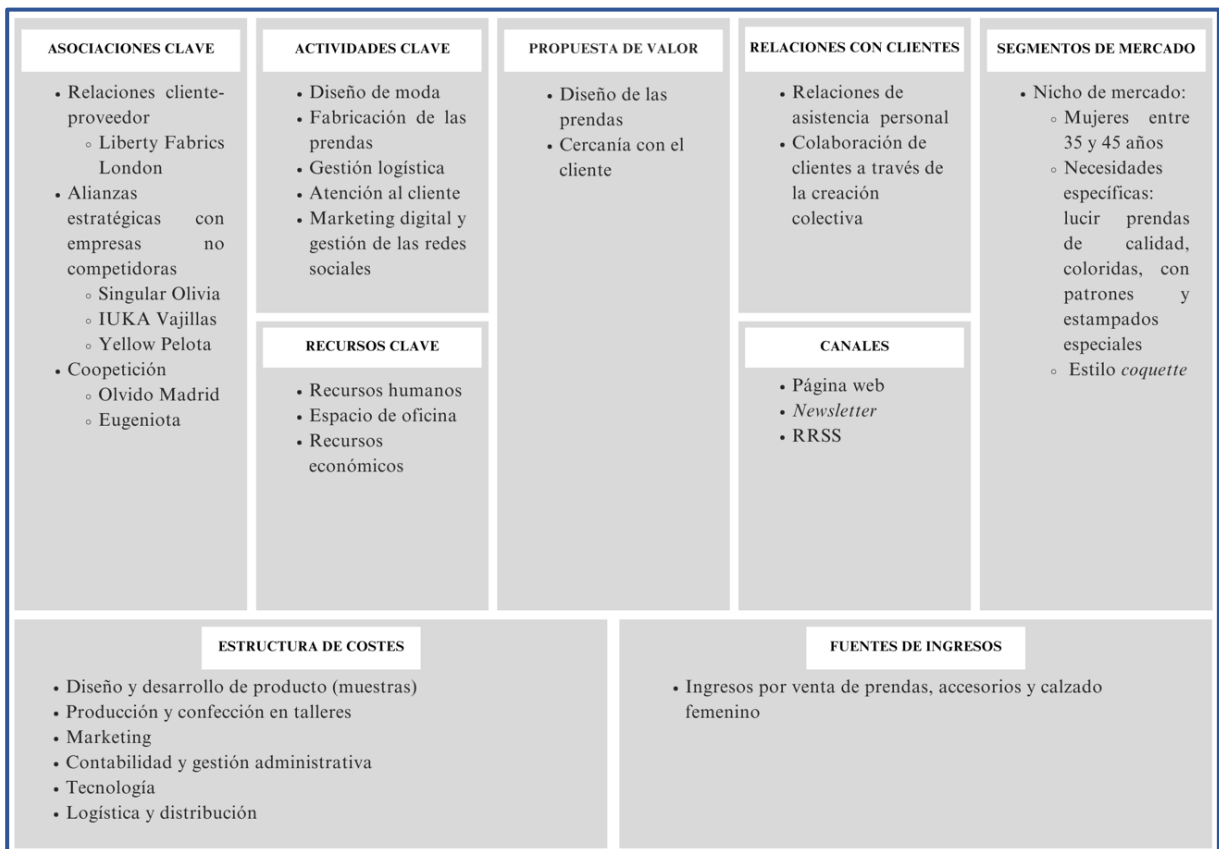 ASOCIACIONES CLAVE
• Relaciones cliente-
proveedor
◦ Liberty Fabrics
London
• Alianzas
estratégicas con
empresas no
competidoras
◦ Singular Olivia
◦ IUKA Vajillas
◦ Yellow Pelota
• Coopetición
◦ Olvido Madrid
◦ Eugeniota
ACTIVIDADES CLAVE
• Diseño de moda
• Fabricación de las
prendas
• Gestión logística
• Atención al cliente
• Marketing digital y
gestión de las redes
sociales
RECURSOS CLAVE
• Recursos humanos
• Espacio de oficina
• Recursos
económicos
PROPUESTA DE VALOR
• Diseño de las
prendas
• Cercanía con el
cliente
RELACIONES CON CLIENTES
• Relaciones de
asistencia personal
• Colaboración de
clientes a través de
la creación
colectiva
CANALES
• Página web
• Newsletter
• RRSS
SEGMENTOS DE MERCADO
• Nicho de mercado:
◦ Mujeres entre
35 y 45 años
◦ Necesidades
específicas:
lucir prendas
de calidad,
coloridas, con
patrones y
estampados
especiales
◦ Estilo coquette
ESTRUCTURA DE COSTES
• Diseño y desarrollo de producto (muestras)
• Producción y confección en talleres
• Marketing
• Contabilidad y gestión administrativa
• Tecnología
• Logística y distribución
FUENTES DE INGRESOS
• Ingresos por venta de prendas, accesorios y calzado
femenino